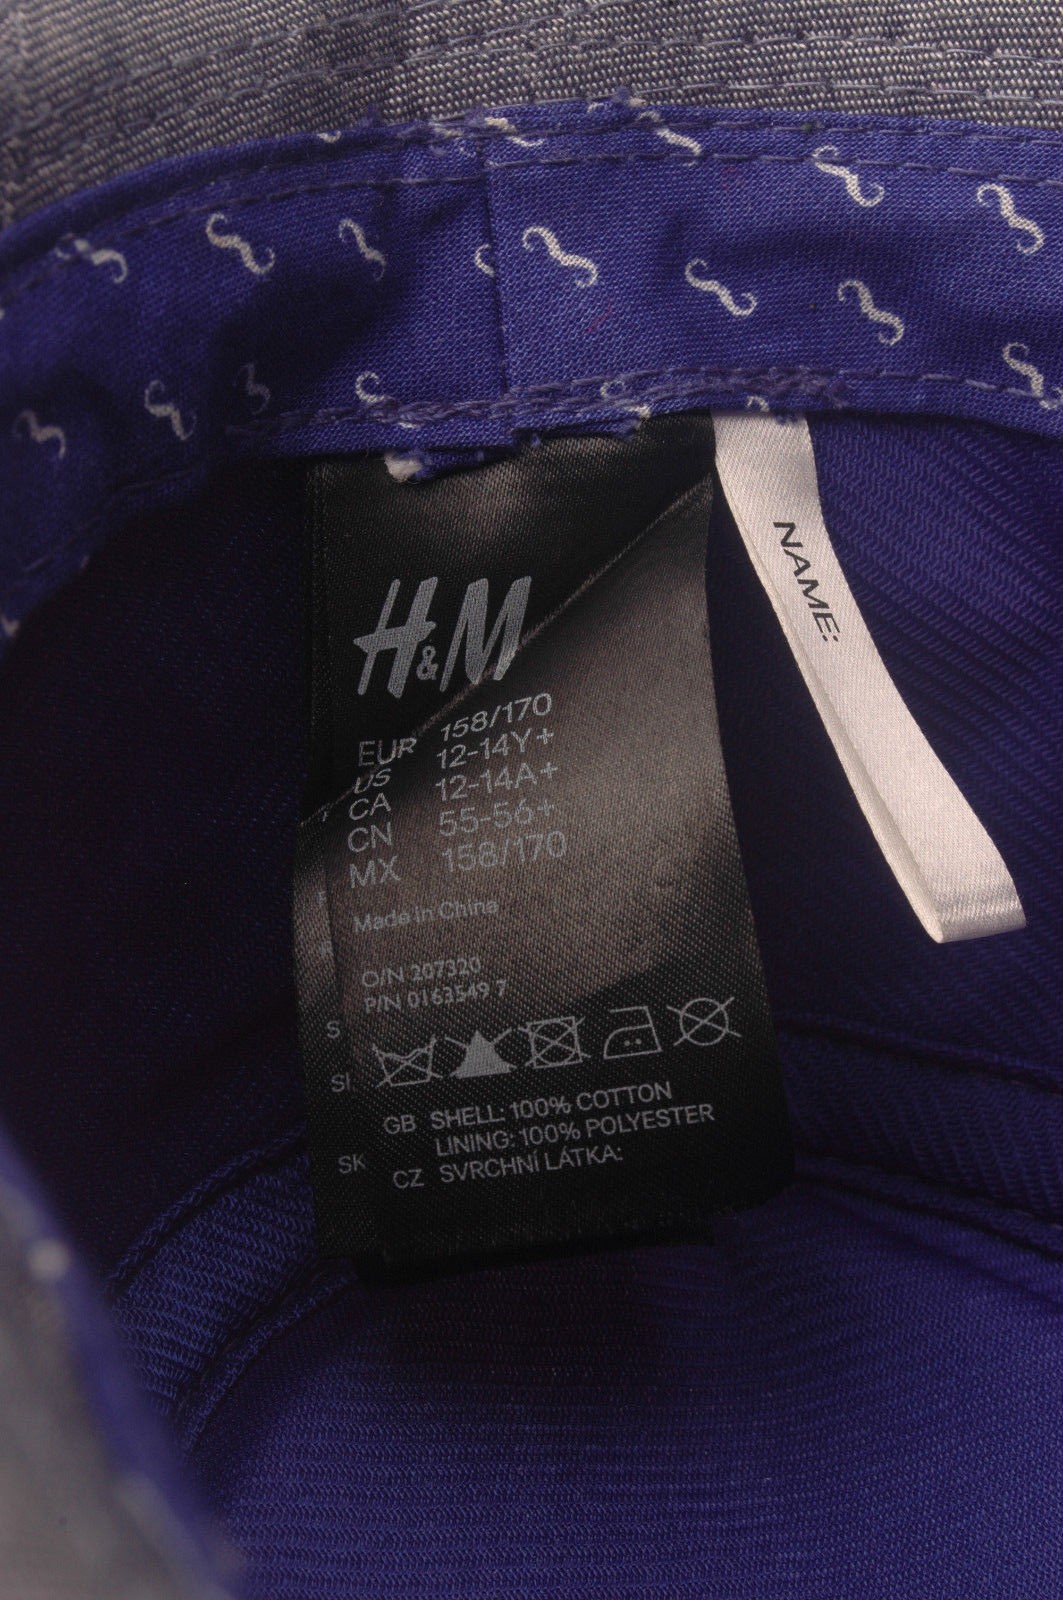 H&M
EUR 158/170
US 12-14Y+
CA 12-14A+
CN 55-56+
MX 158/170
Made in China
O/N 207320
P/N 0163549 7
GB SHELL: 100% COTTON
LINING: 100% POLYESTER
CZ SVRCHNÍ LÁTKA:
S
SI
SK
NAME: